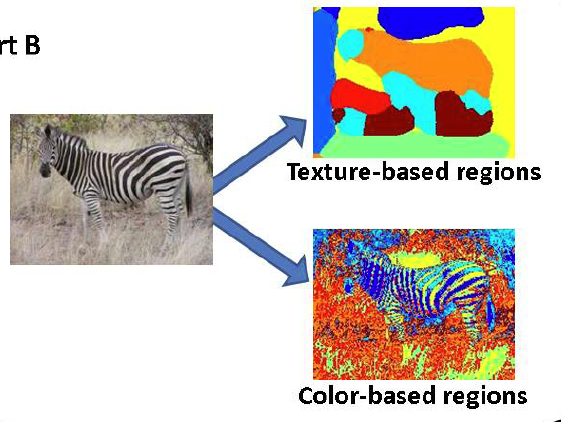 rt B
Texture-based regions
Color-based regions